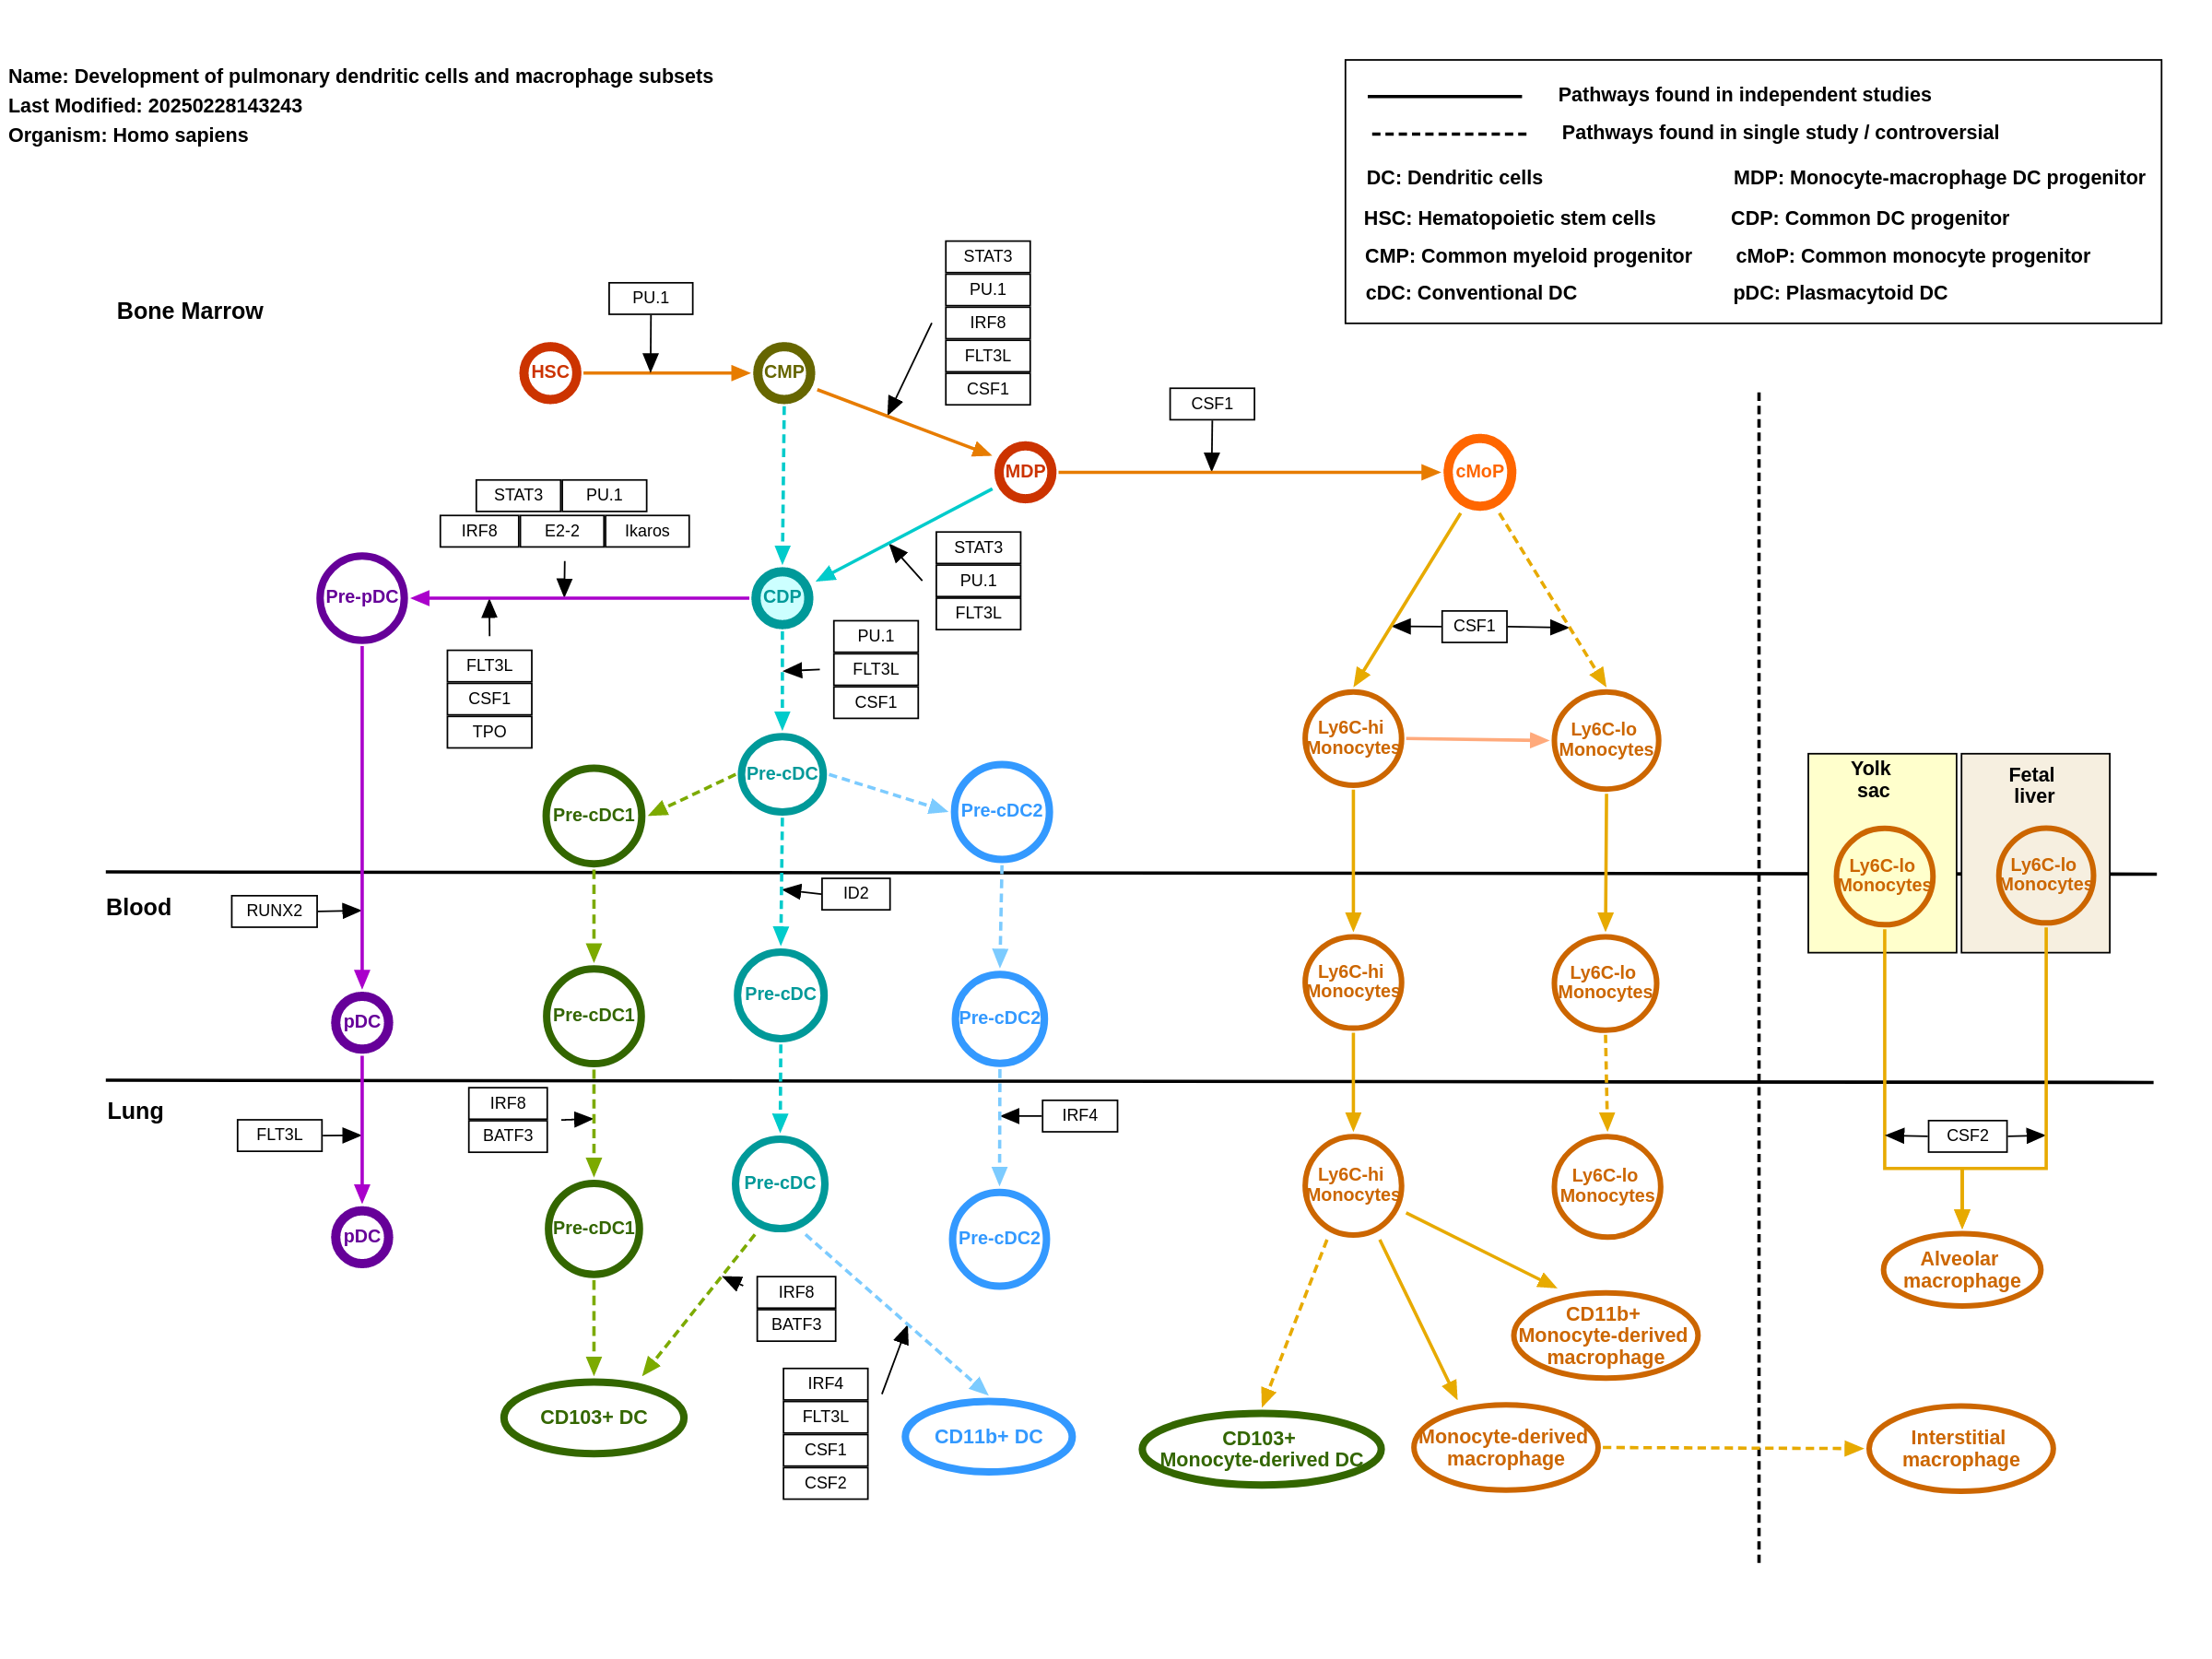 Name: Development of pulmonary dendritic cells and macrophage subsets
Last Modified: 20250228143243
Organism: Homo sapiens
Pathways found in independent studies
Pathways found in single study / controversial
DC: Dendritic cells
MDP: Monocyte-macrophage DC progenitor
HSC: Hematopoietic stem cells
CDP: Common DC progenitor
CMP: Common myeloid progenitor
cMoP: Common monocyte progenitor
cDC: Conventional DC
pDC: Plasmacytoid DC
Bone Marrow
PU.1
STAT3
PU.1
IRF8
FLT3L
CSF1
HSC
CMP
CSF1
MDP
cMoP
STAT3
PU.1
IRF8
E2-2
Ikaros
STAT3
PU.1
FLT3L
Pre-pDC
CDP
PU.1
FLT3L
CSF1
CSF1
FLT3L
CSF1
TPO
Ly6C-hi
Monocytes
Ly6C-lo
Monocytes
Pre-cDC
Pre-cDC1
Pre-cDC2
Yolk
sac
Fetal
liver
Ly6C-lo
Monocytes
Ly6C-lo
Monocytes
Blood
RUNX2
ID2
Ly6C-hi
Monocytes
Ly6C-lo
Monocytes
pDC
Pre-cDC1
Pre-cDC
Pre-cDC2
Lung
FLT3L
IRF8
BATF3
IRF4
CSF2
Ly6C-hi
Monocytes
Ly6C-lo
Monocytes
pDC
Pre-cDC1
Pre-cDC
Pre-cDC2
Alveolar
macrophage
IRF8
BATF3
CD11b+
Monocyte-derived
macrophage
IRF4
FLT3L
CSF1
CSF2
CD103+ DC
CD11b+ DC
CD103+
Monocyte-derived DC
Monocyte-derived
macrophage
Interstitial
macrophage